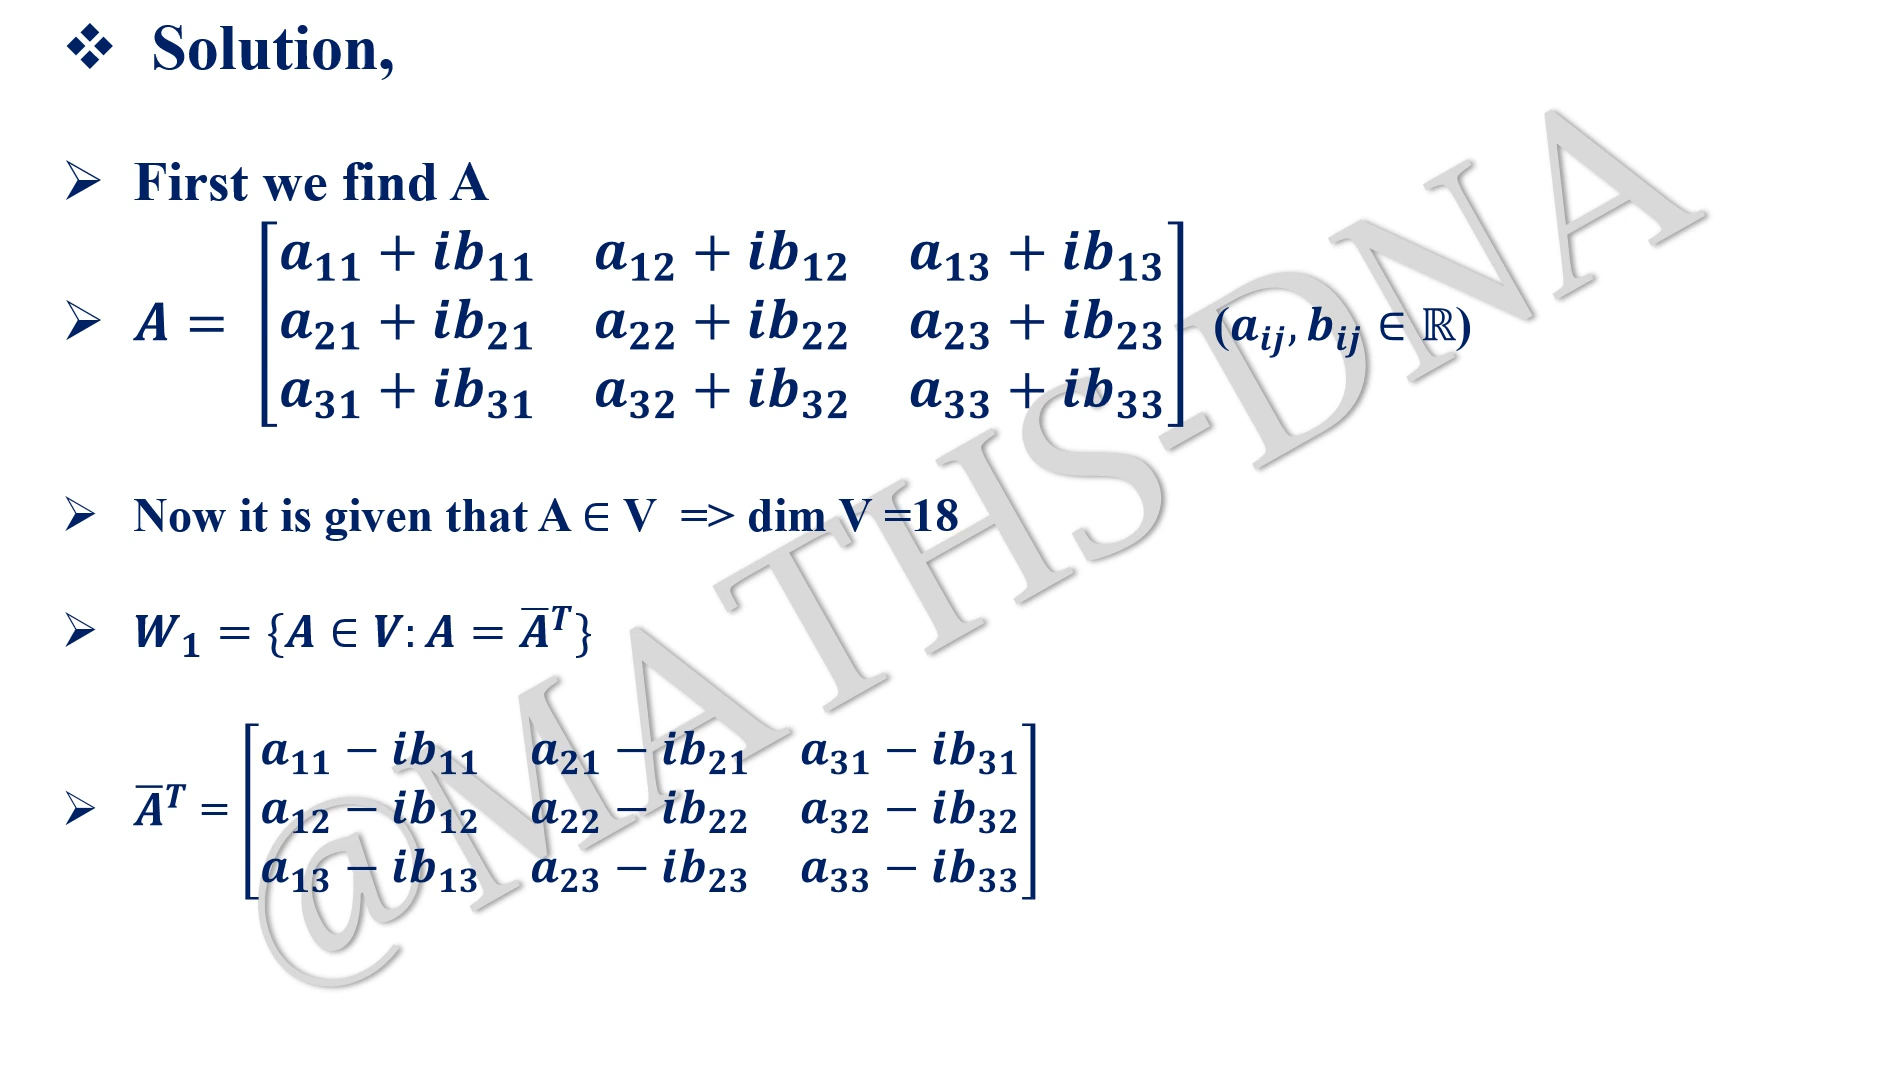 ❖ Solution,
➢ First we find A
➢ A = [a₁₁ + ib₁₁ a₁₂ + ib₁₂ a₁₃ + ib₁₃
a₂₁ + ib₂₁ a₂₂ + ib₂₂ a₂₃ + ib₂₃
a₃₁ + ib₃₁ a₃₂ + ib₃₂ a₃₃ + ib₃₃] (aᵢⱼ, bᵢⱼ ∈ ℝ)
➢ Now it is given that A ∈ V => dim V =18
➢ W₁ = {A ∈ V: A = A̅ᵀ}
➢ A̅ᵀ = [a₁₁ − ib₁₁ a₂₁ − ib₂₁ a₃₁ − ib₃₁
a₁₂ − ib₁₂ a₂₂ − ib₂₂ a₃₂ − ib₃₂
a₁₃ − ib₁₃ a₂₃ − ib₂₃ a₃₃ − ib₃₃]
@MATHS-DNA